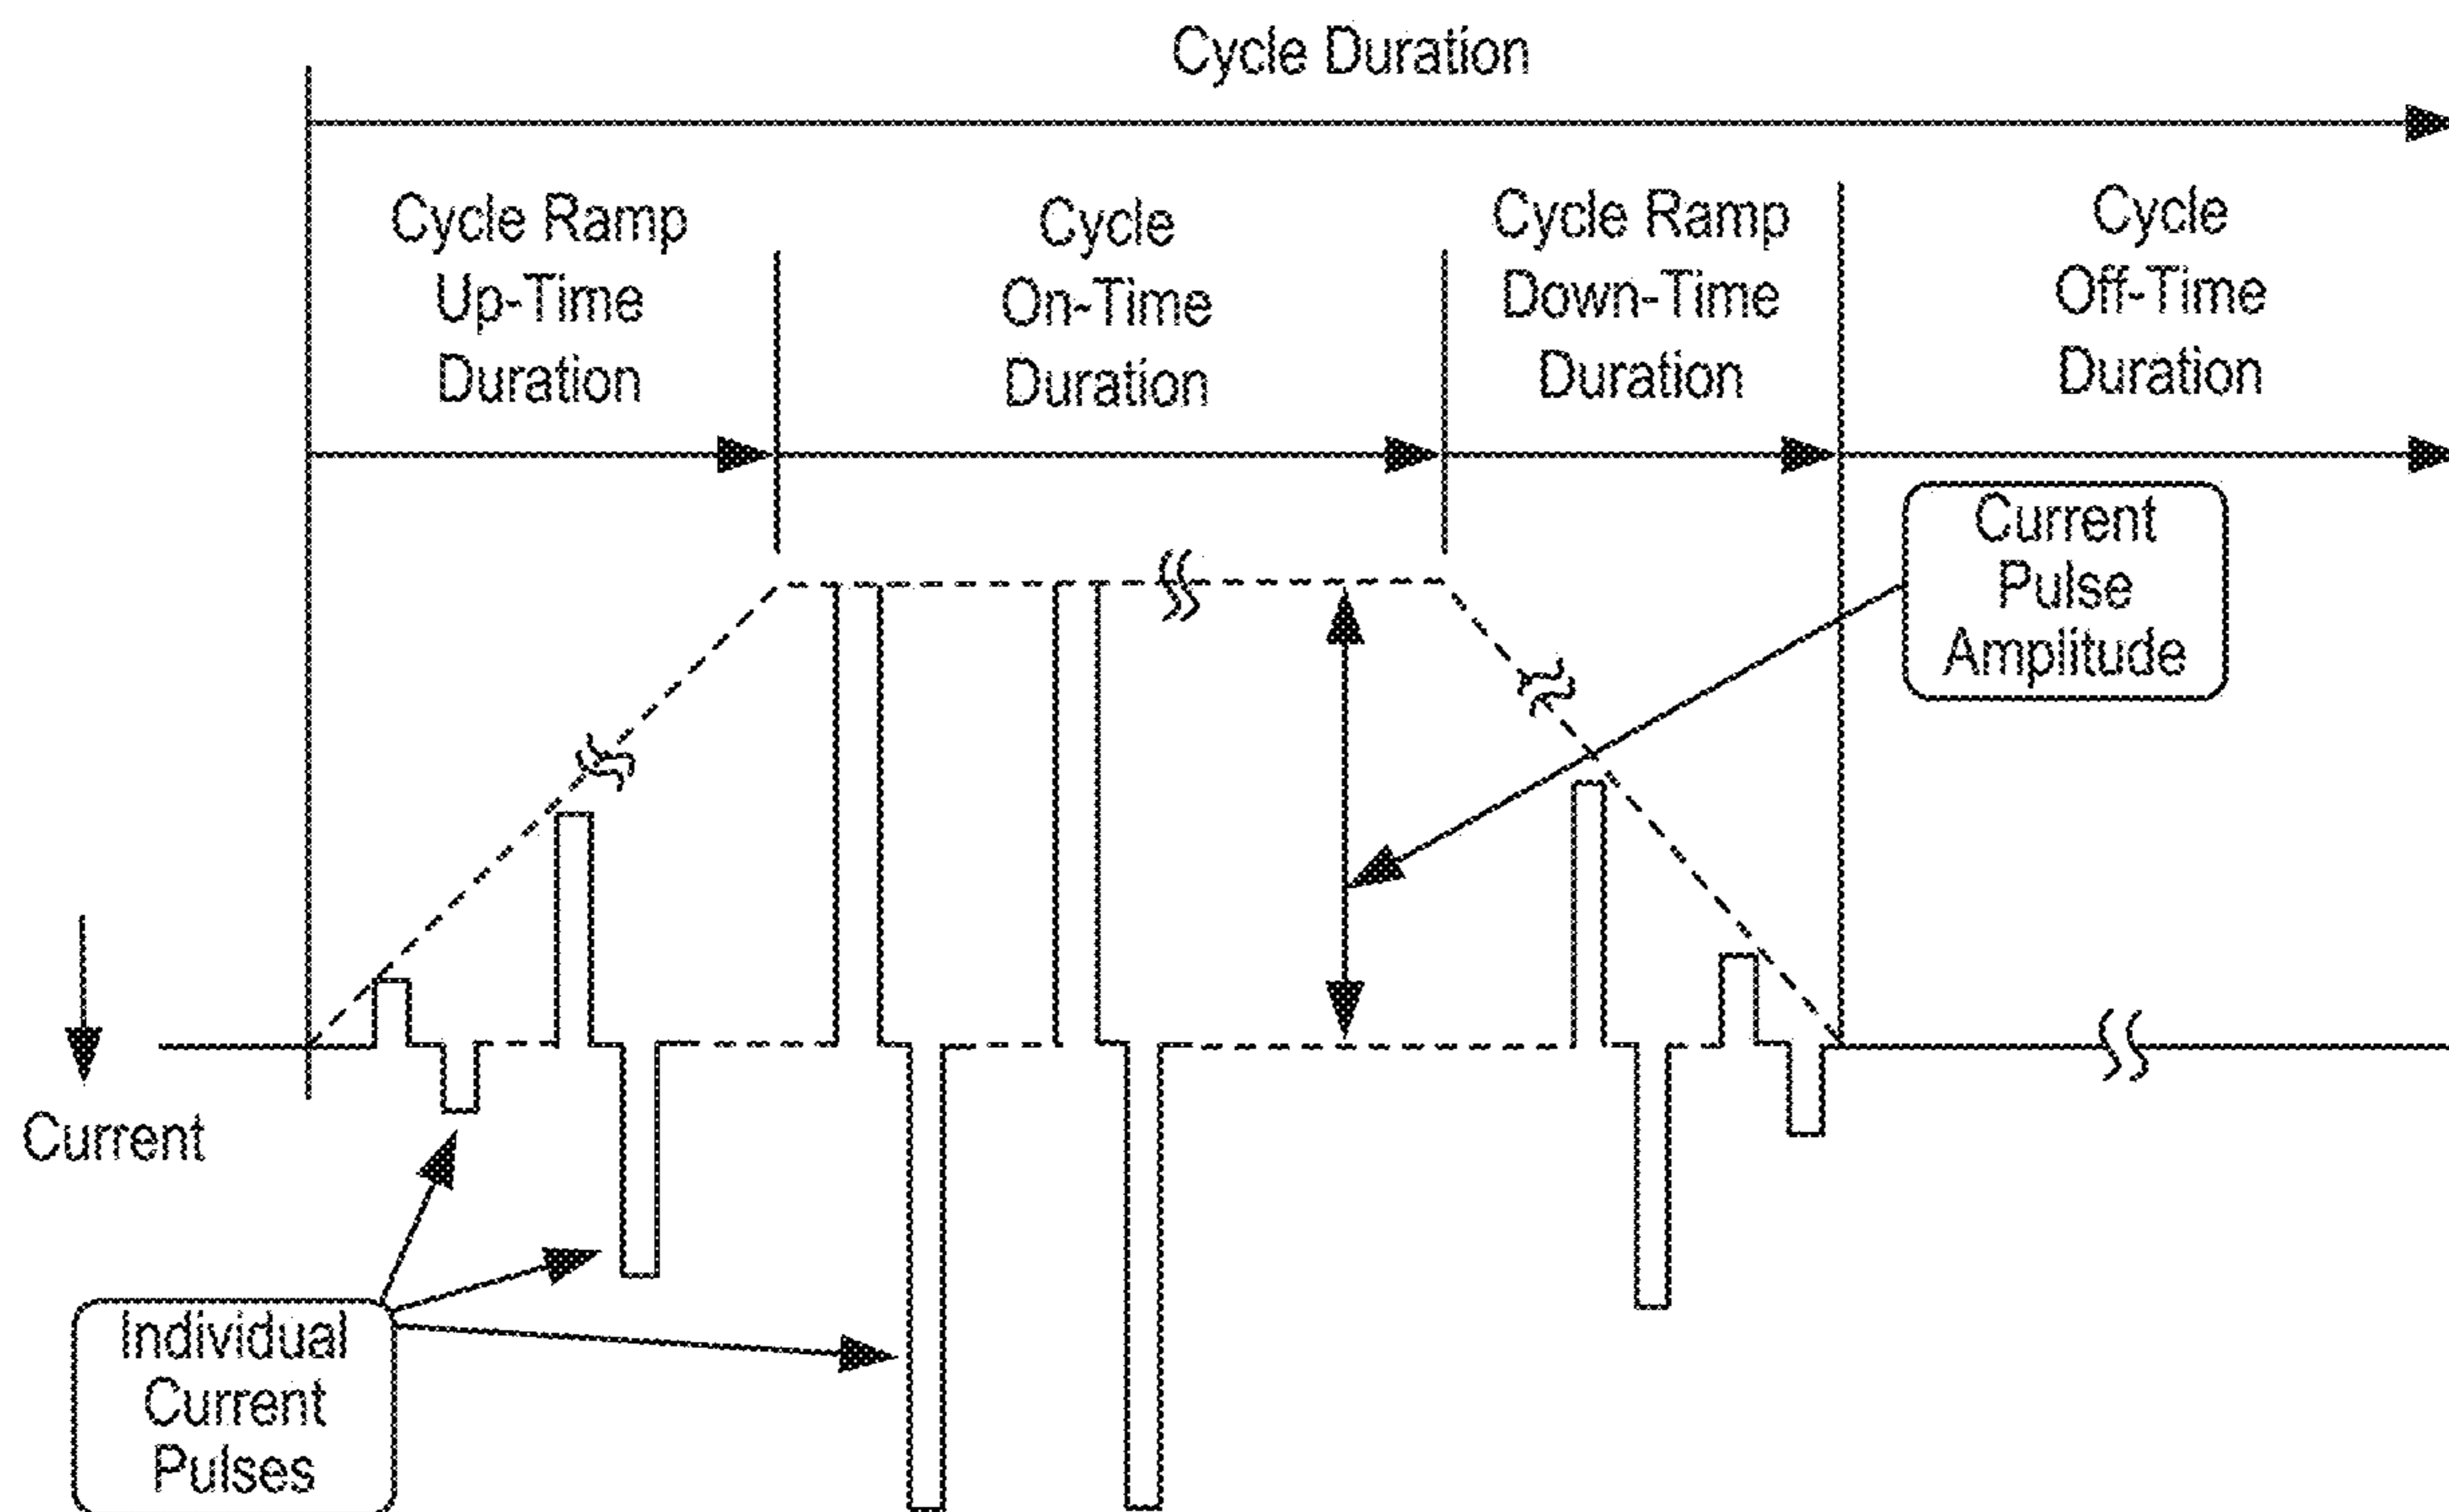 Cycle Duration
Cycle Ramp
Up-Time
Duration
Cycle
On-Time
Duration
Cycle Ramp
Down-Time
Duration
Cycle
Off-Time
Duration
Current
Pulse
Amplitude
Current
Individual
Current
Pulses